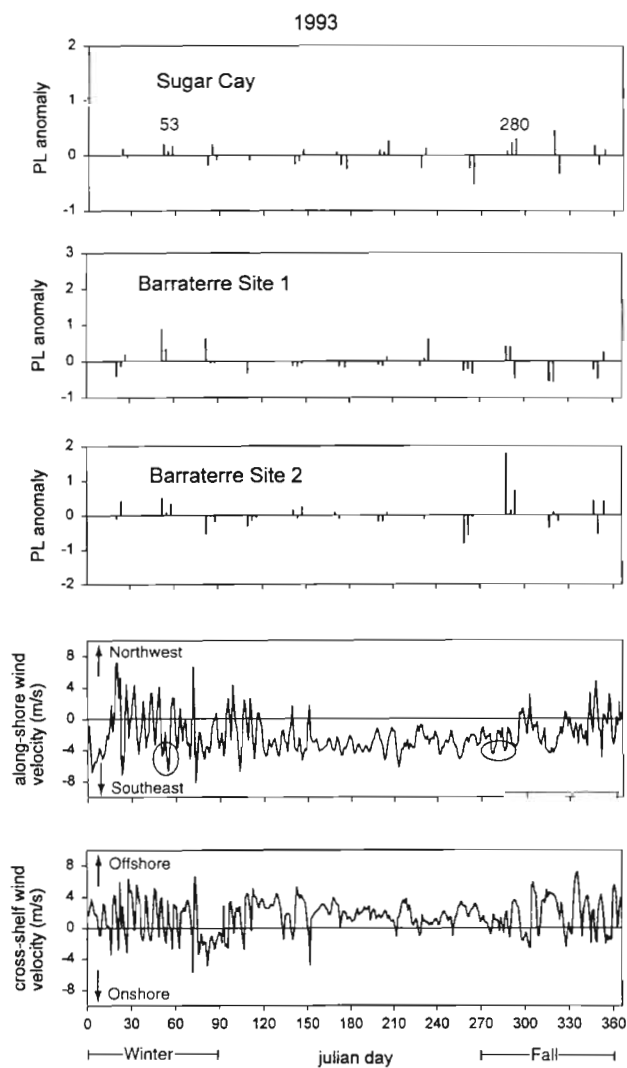 1993
2
1
0
-1
PL anomaly
Sugar Cay
53
280
3
2
1
0
-1
PL anomaly
Barraterre Site 1
2
1
0
-1
-2
PL anomaly
Barraterre Site 2
8
4
0
-4
-8
along-shore wind
velocity (m/s)
Northwest
Southeast
8
4
0
-4
-8
cross-shelf wind
velocity (m/s)
Offshore
Onshore
0 30 60 90 120 150 180 210 240 270 300 330 360
Winter julian day Fall